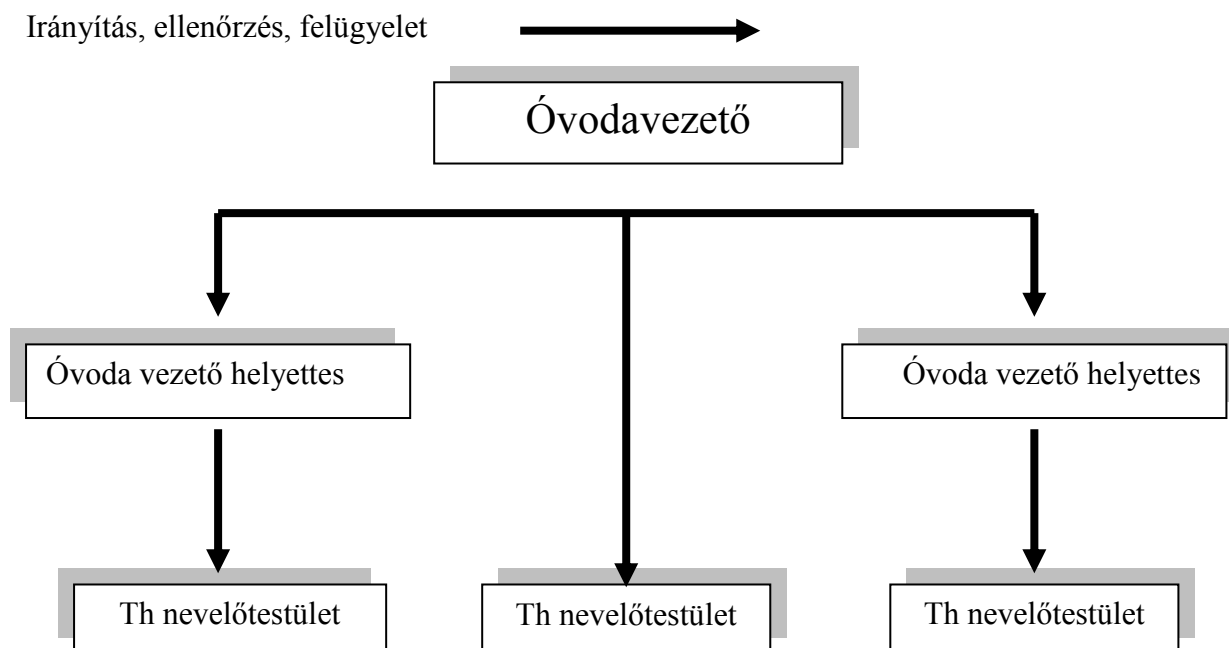 Irányítás, ellenőrzés, felügyelet
Óvodavezető
Óvoda vezető helyettes
Óvoda vezető helyettes
Th nevelőtestület
Th nevelőtestület
Th nevelőtestület